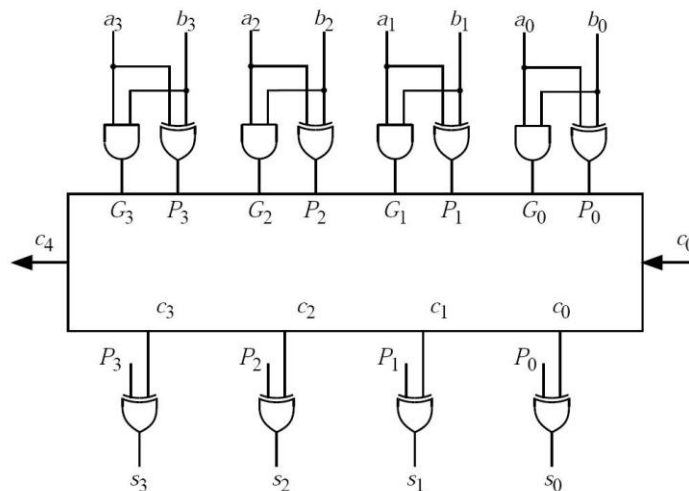 a₃ b₃ a₂ b₂ a₁ b₁ a₀ b₀
G₃ P₃ G₂ P₂ G₁ P₁ G₀ P₀
c₄ c₀
c₃ c₂ c₁ c₀
P₃ P₂ P₁ P₀
s₃ s₂ s₁ s₀